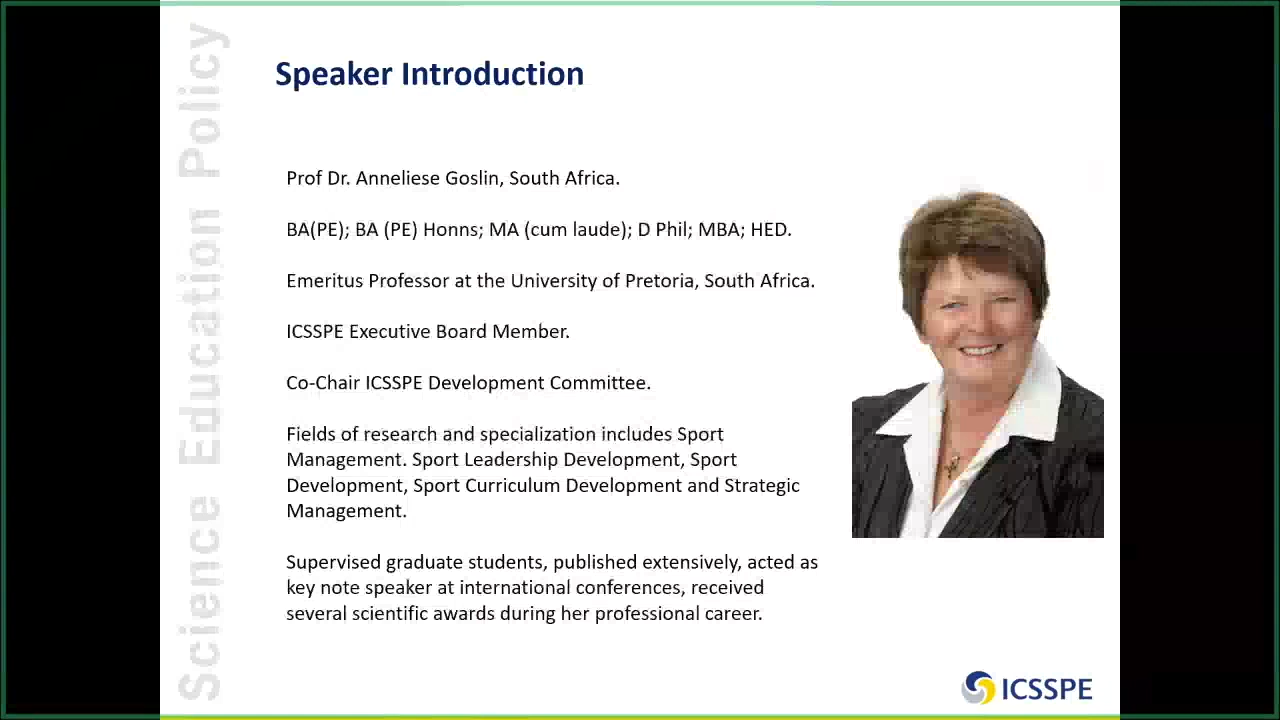 Science Education Policy
Speaker Introduction
Prof Dr. Anneliese Goslin, South Africa.
BA(PE); BA (PE) Honns; MA (cum laude); D Phil; MBA; HED.
Emeritus Professor at the University of Pretoria, South Africa.
ICSSPE Executive Board Member.
Co-Chair ICSSPE Development Committee.
Fields of research and specialization includes Sport
Management. Sport Leadership Development, Sport
Development, Sport Curriculum Development and Strategic
Management.
Supervised graduate students, published extensively, acted as
key note speaker at international conferences, received
several scientific awards during her professional career.
ICSSPE